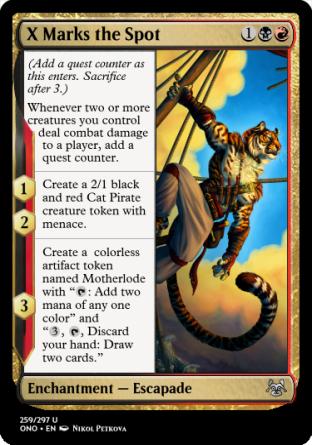 X Marks the Spot 1
(Add a quest counter as
this enters. Sacrifice
after 3.)
Whenever two or more
creatures you control
deal combat damage
to a player, add a
quest counter.
1
2
Create a 2/1 black
and red Cat Pirate
creature token with
menace.
3
Create a colorless
artifact token
named Motherlode
with “: Add two
mana of any one
color” and
“3, , Discard
your hand: Draw
two cards.”
Enchantment — Escapade
259/297 U
ONO • EN Nikol Petkova